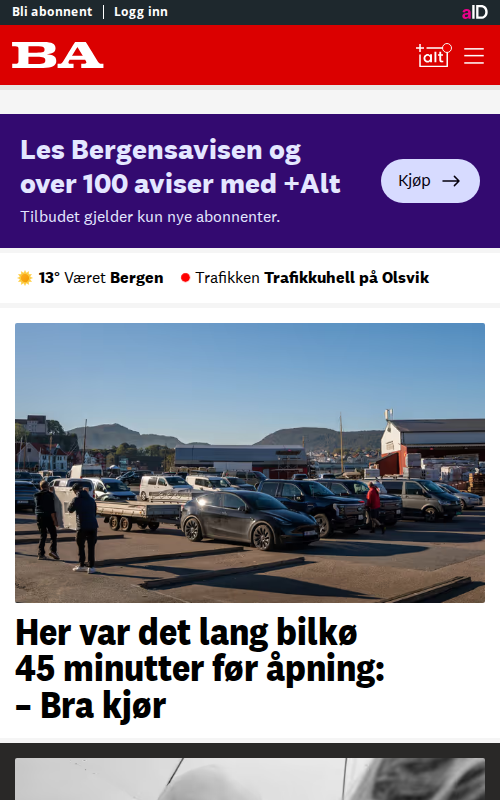 Bli abonnent | Logg inn
aID
BA
+alt
Les Bergensavisen og
over 100 aviser med +Alt
Tilbudet gjelder kun nye abonnenter.
Kjøp →
13° Været Bergen
Trafikken Trafikkuhell på Olsvik
Her var det lang bilkø
45 minutter før åpning:
– Bra kjør